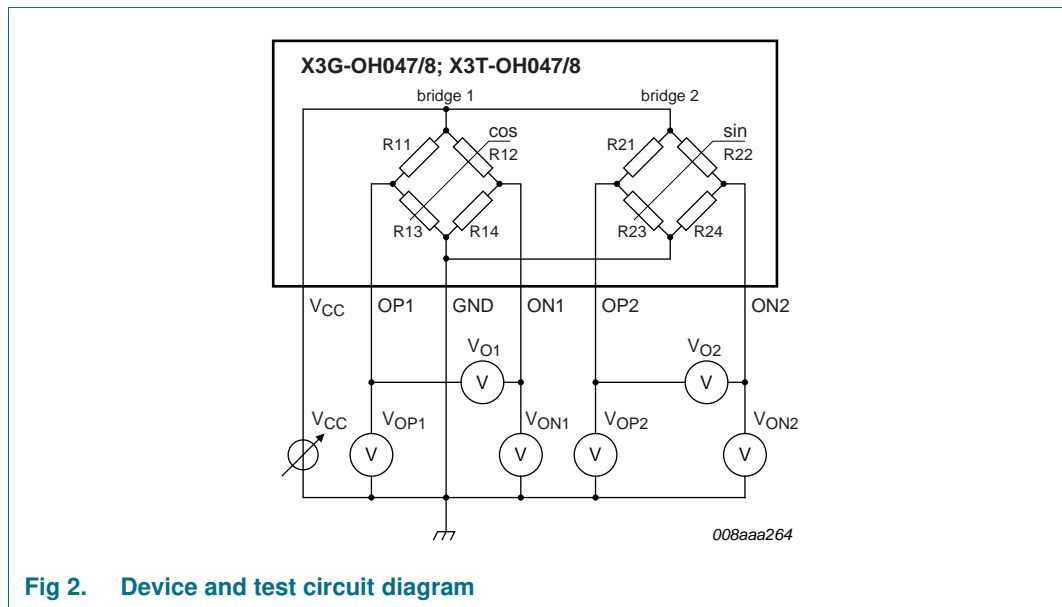 X3G-OH047/8; X3T-OH047/8
bridge 1
bridge 2
R11
cos
R12
R21
sin
R22
R13
R14
R23
R24
VCC
OP1
GND
ON1
OP2
ON2
VO1
V
VO2
V
VCC
VOP1
V
VON1
V
VOP2
V
VON2
V
008aaa264
Fig 2. Device and test circuit diagram